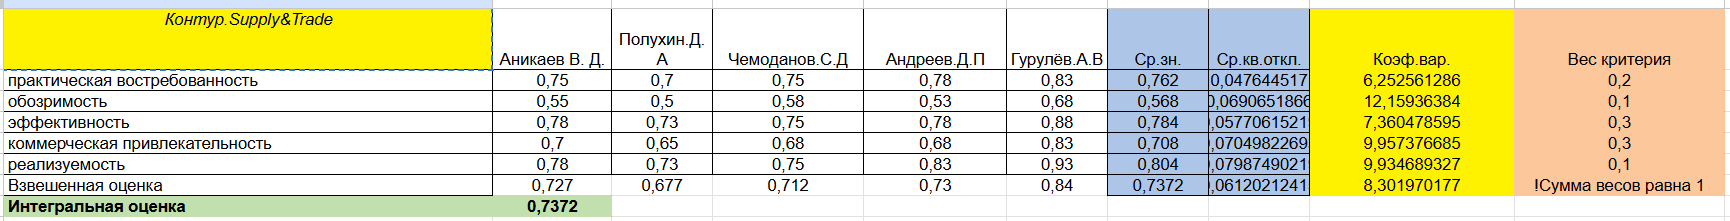 Контур.Supply&Trade Аникаев В. Д. Полухин.Д.А Чемоданов.С.Д Андреев.Д.П Гурулёв.А.В Ср.зн. Ср.кв.откл. Коэф.вар. Вес критерия
практическая востребованность 0,75 0,7 0,75 0,78 0,83 0,762 0,047644517 6,252561286 0,2
обозримость 0,55 0,5 0,58 0,53 0,68 0,568 0,0690651866 12,15936384 0,1
эффективность 0,78 0,73 0,75 0,78 0,88 0,784 ,0577061521 7,360478595 0,3
коммерческая привлекательность 0,7 0,65 0,68 0,68 0,83 0,708 ,070498226 9,957376685 0,3
реализуемость 0,78 0,73 0,75 0,83 0,93 0,804 ,0798749021 9,934689327 0,1
Взвешенная оценка 0,727 0,677 0,712 0,73 0,84 0,7372 ,061202124 8,301970177 !Сумма весов равна 1
Интегральная оценка 0,7372